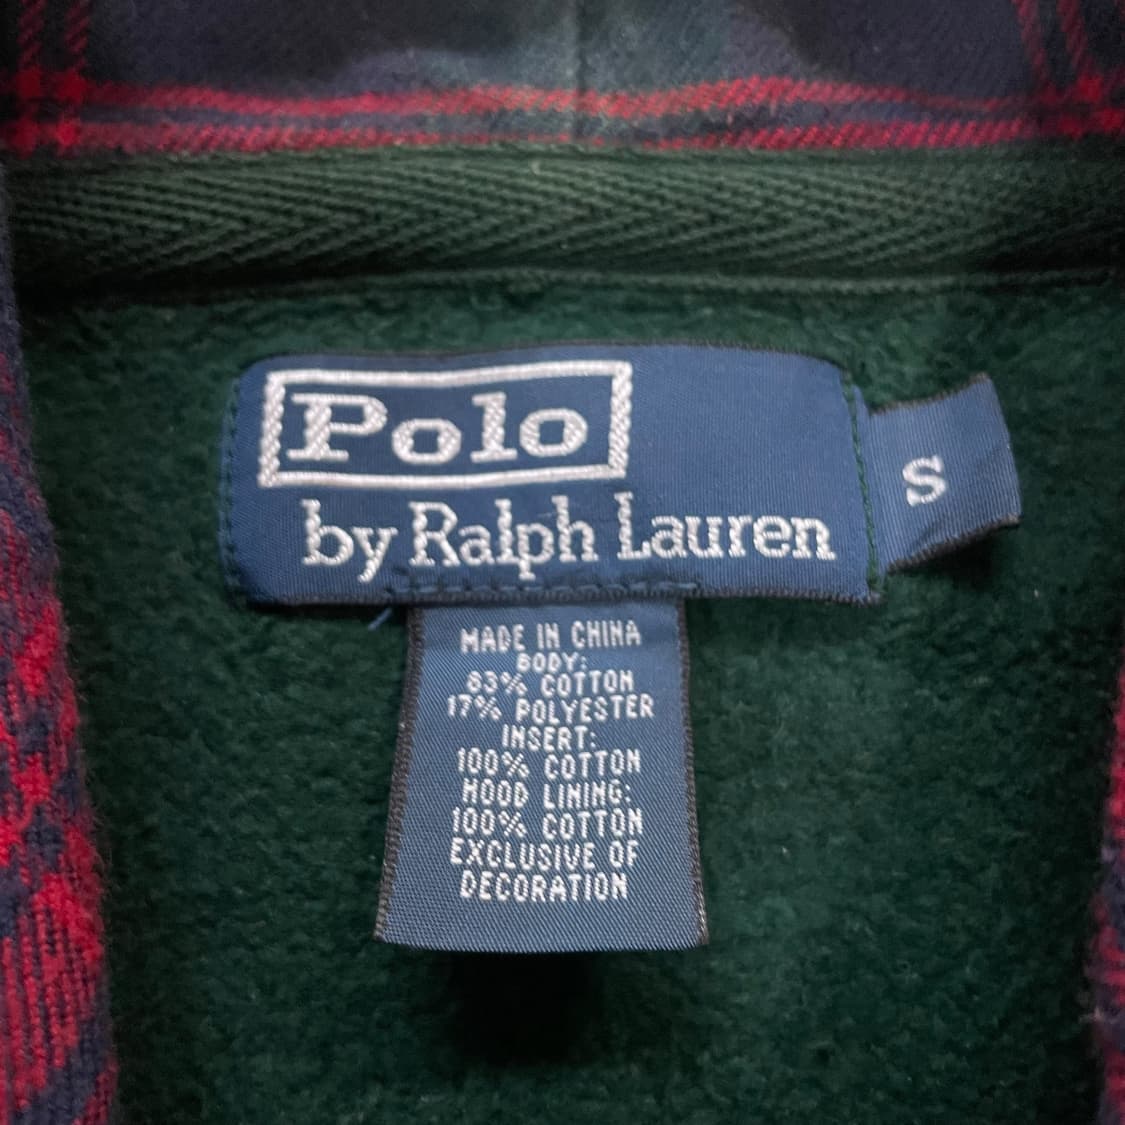 Polo
by Ralph Lauren
S
MADE IN CHINA
BODY:
83% COTTON
17% POLYESTER
INSERT:
100% COTTON
HOOD LINING:
100% COTTON
EXCLUSIVE OF
DECORATION